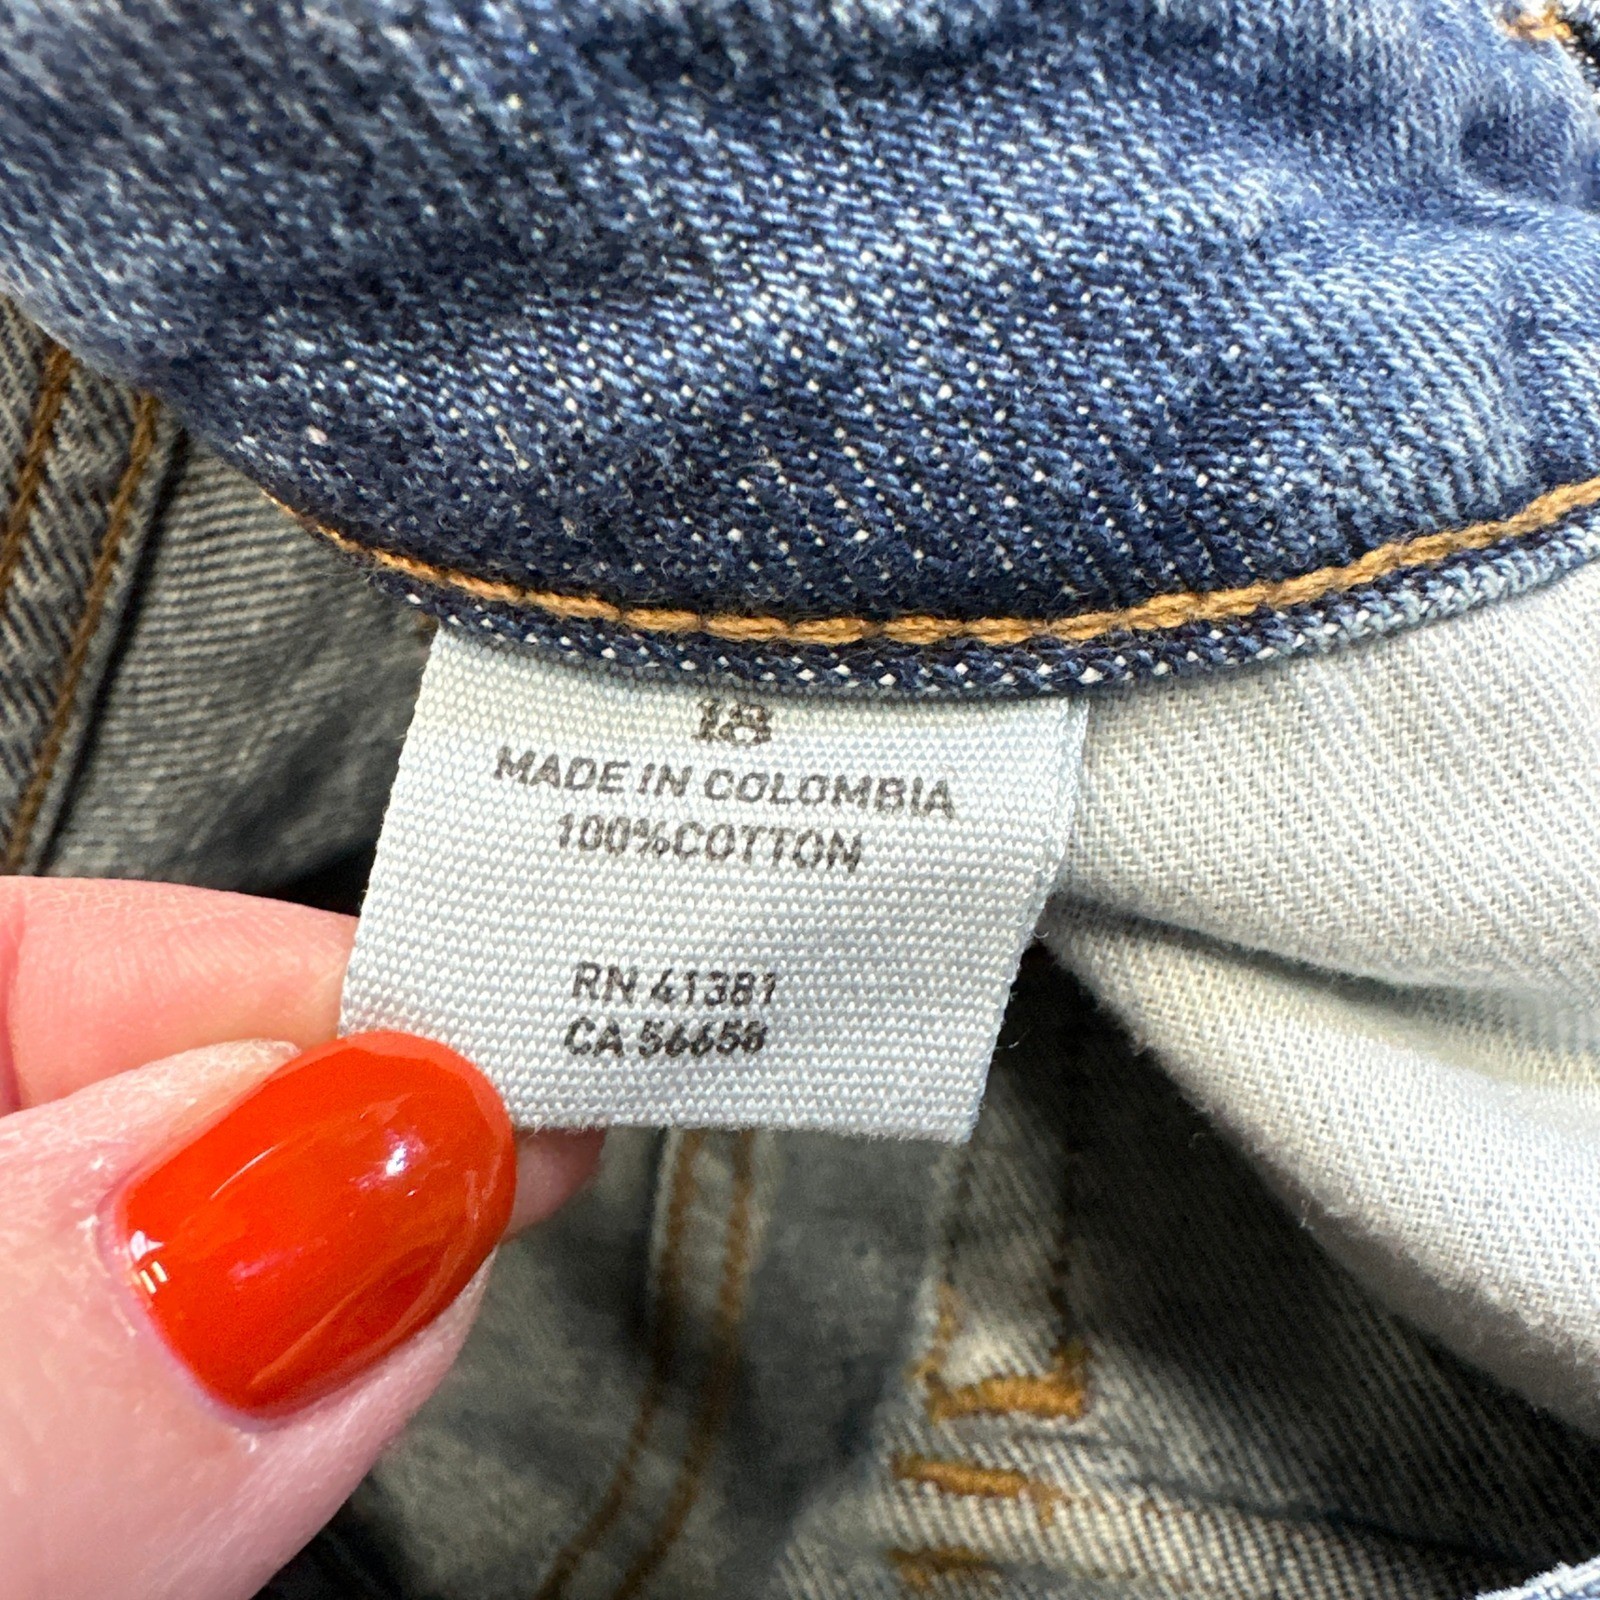 18
MADE IN COLOMBIA
100%COTTON
RN 41381
CA 56658